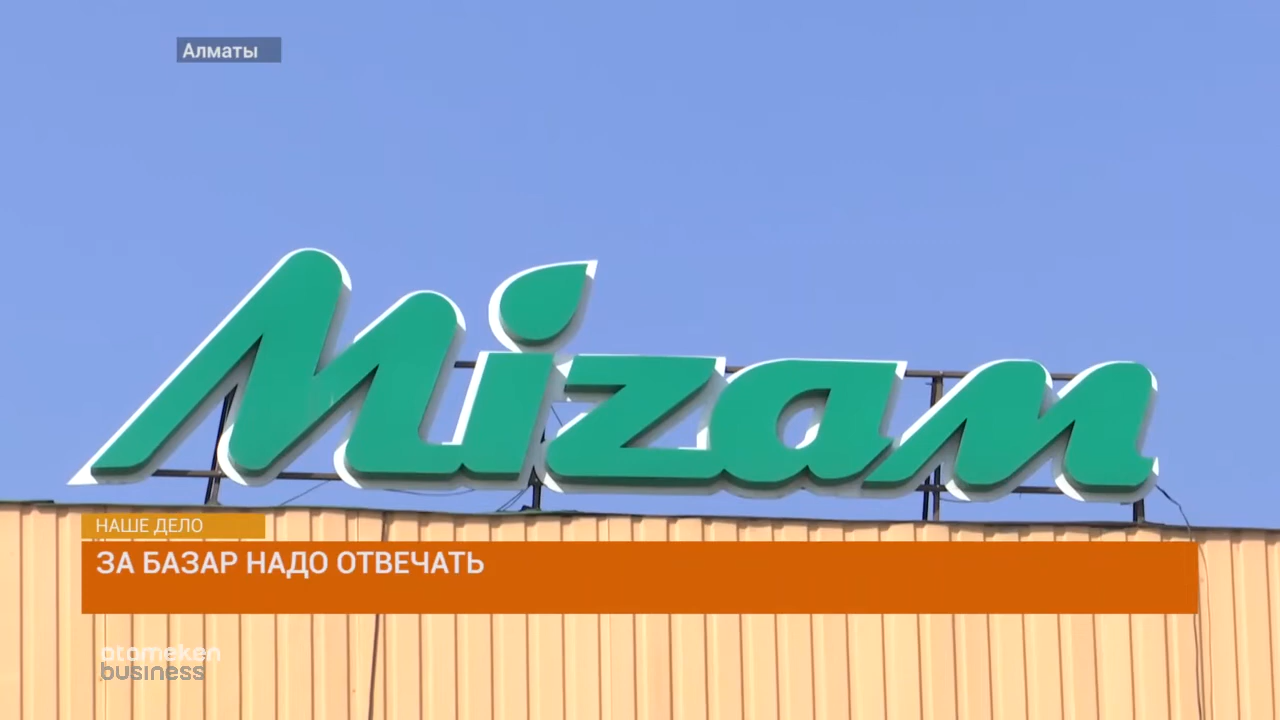 Алматы
Mizam
НАШЕ ДЕЛО
ЗА БАЗАР НАДО ОТВЕЧАТЬ
atameken
business